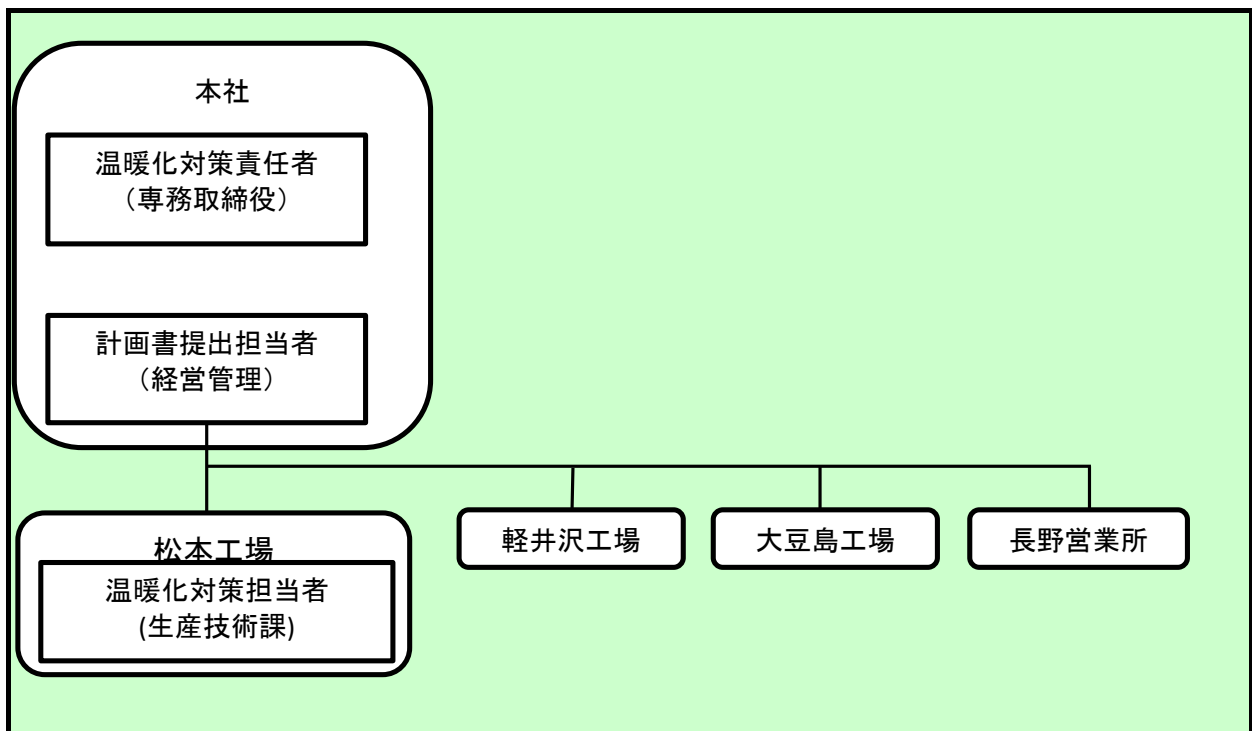 本社
温暖化対策責任者
（専務取締役）
計画書提出担当者
（経営管理）
松本工場
温暖化対策担当者
(生産技術課)
軽井沢工場
大豆島工場
長野営業所